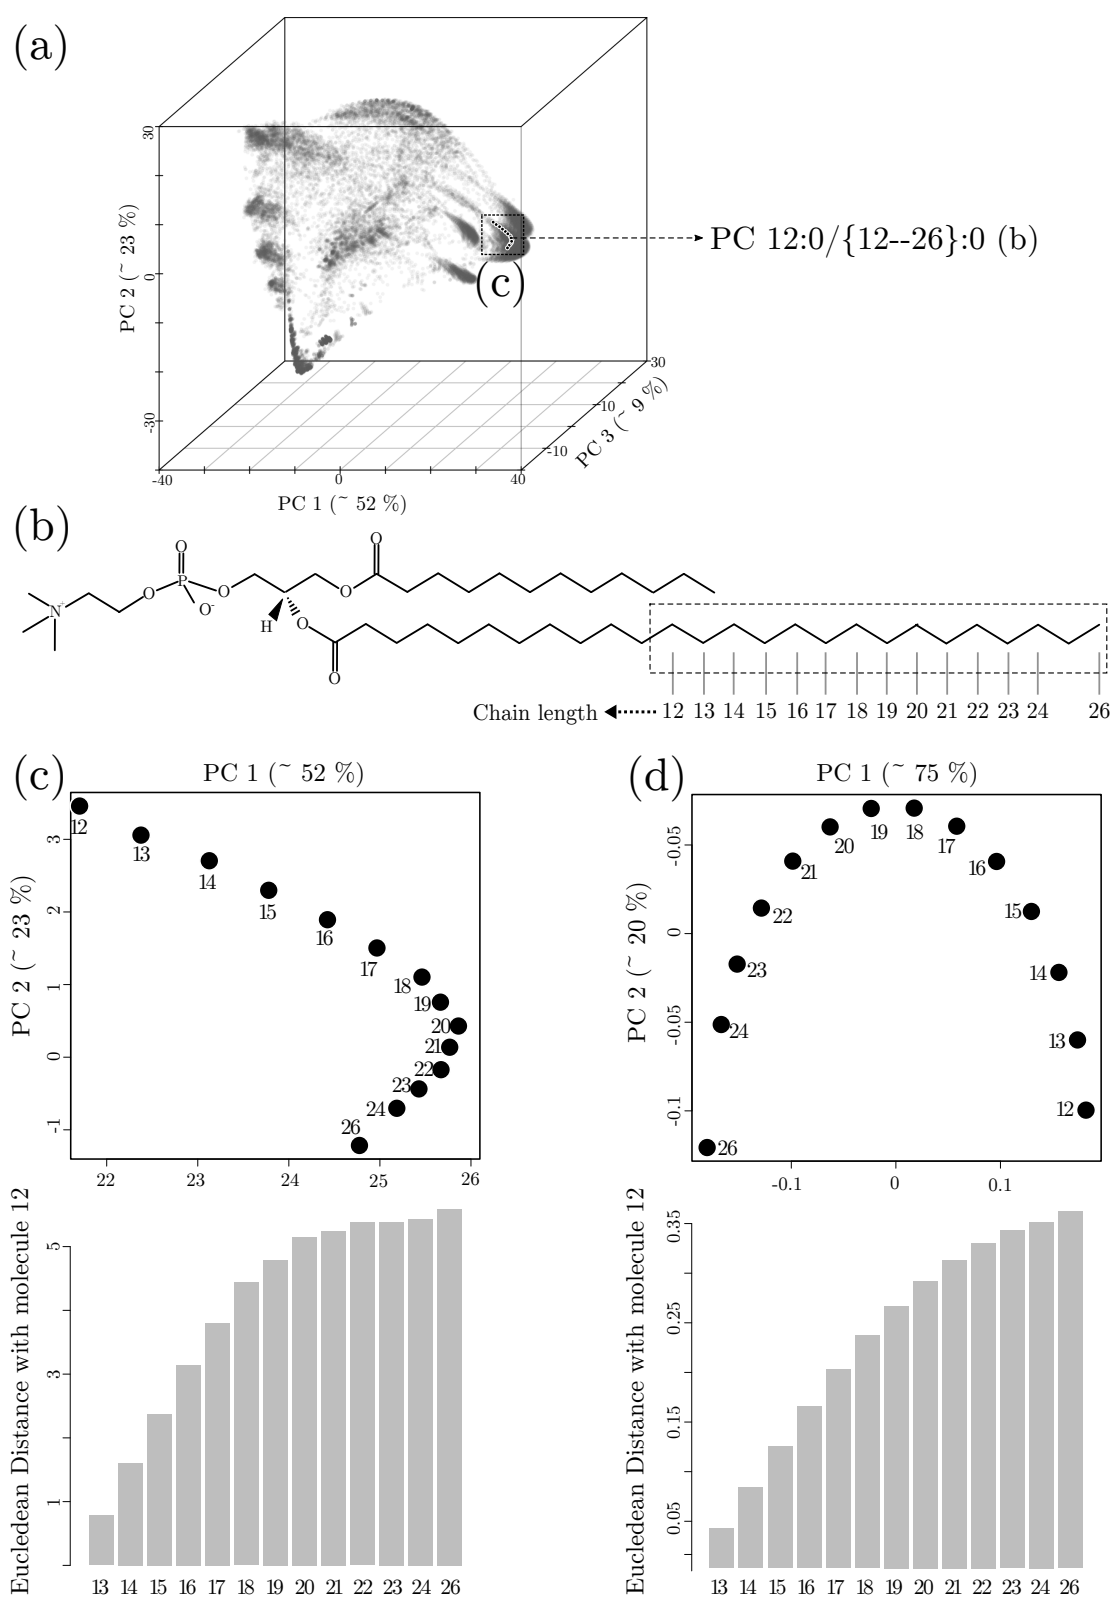 (a)
30
0
-30
PC 2 (~ 23 %)
-40
0
40
PC 1 (~ 52 %)
-10
10
30
PC 3 (~ 9 %)
(c)
PC 12:0/{12--26}:0 (b)
(b)
O
P
O
O-
O
O
O
N+
H
O
O
Chain length
12 13 14 15 16 17 18 19 20 21 22 23 24 26
(c)
PC 1 (~ 52 %)
PC 2 (~ 23 %)
3
2
1
0
-1
12
13
14
15
16
17
18
19
20
21
22
23
24
26
22 23 24 25 26
Eucledean Distance with molecule 12
5
3
1
13 14 15 16 17 18 19 20 21 22 23 24 26
(d)
PC 1 (~ 75 %)
PC 2 (~ 20 %)
-0.05
0
-0.05
-0.1
19 18
20 17
21 16
22 15
23 14
24 13
12
26
-0.1 0 0.1
Eucledean Distance with molecule 12
0.35
0.25
0.15
0.05
13 14 15 16 17 18 19 20 21 22 23 24 26